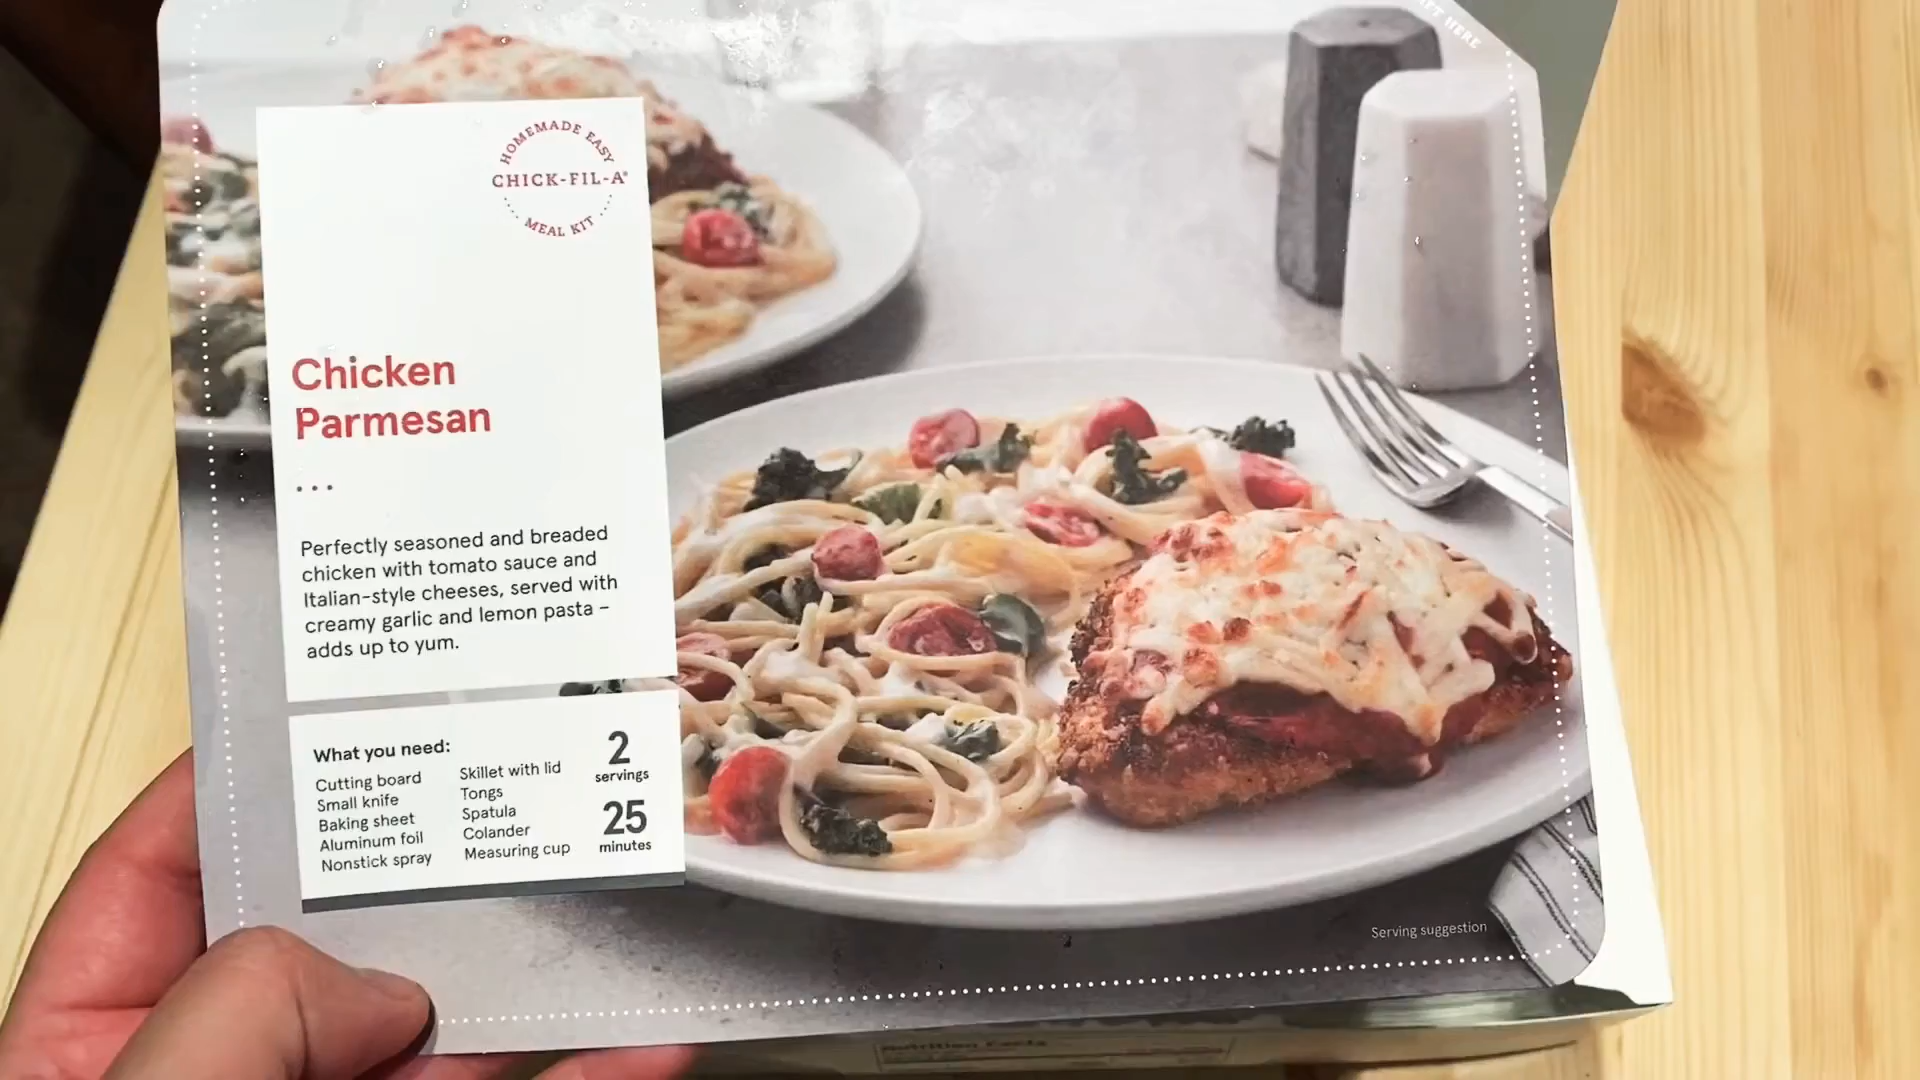 HOMEMADE EASY
CHICK-FIL-A®
MEAL KIT
Chicken
Parmesan
...
Perfectly seasoned and breaded
chicken with tomato sauce and
Italian-style cheeses, served with
creamy garlic and lemon pasta –
adds up to yum.
What you need:
Cutting board
Small knife
Baking sheet
Aluminum foil
Nonstick spray
Skillet with lid
Tongs
Spatula
Colander
Measuring cup
2
servings
25
minutes
HERE
Serving suggestion
Nutrition Facts